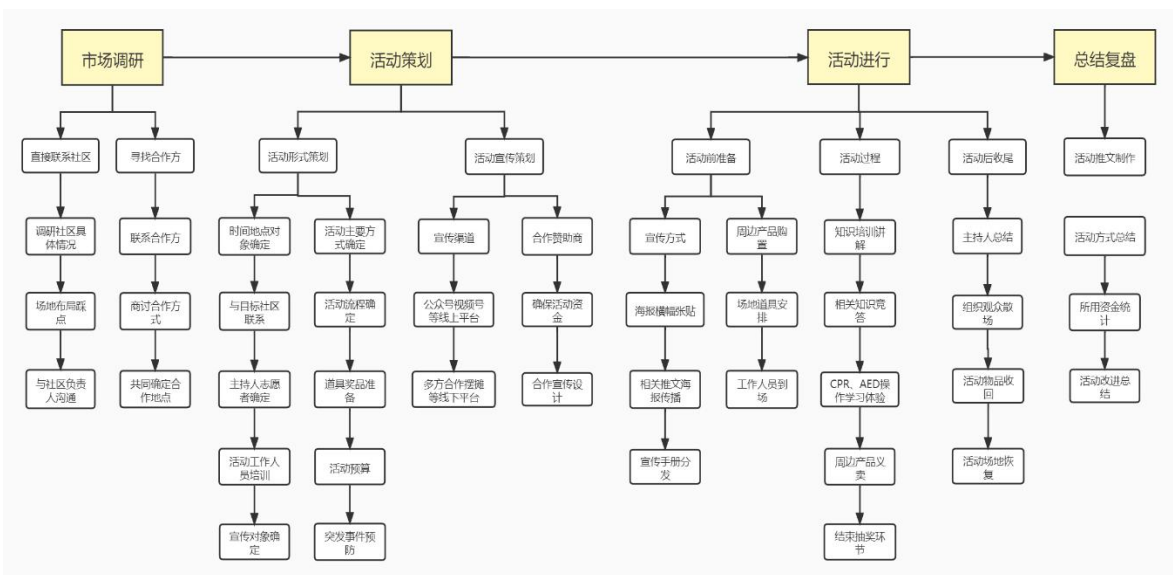 市场调研
活动策划
活动进行
总结复盘
直接联系社区
寻找合作方
活动形式策划
活动宣传策划
活动前准备
活动过程
活动后收尾
活动推文制作
调研社区具
体情况
联系合作方
时间地点对
象确定
活动主要方
式确定
宣传渠道
合作赞助商
宣传方式
周边产品购
置
知识培训讲
解
主持人总结
活动方式总结
场地布局踩
点
商讨合作方
式
与目标社区
联系
活动流程确
定
公众号视频号
等线上平台
确保活动资
金
海报横幅张贴
场地道具安
排
相关知识竞
答
组织观众散
场
所用资金统
计
与社区负责
人沟通
共同确定合
作地点
主持人志愿
者确定
道具奖品准
备
多方合作摆摊
等线下平台
合作宣传设
计
相关推文海
报传播
工作人员到
场
CPR、AED操
作学习体验
活动物品收
回
活动改进总
结
活动工作人
员培训
活动预算
宣传手册分
发
周边产品义
卖
活动场地恢
复
宣传对象确
定
突发事件预
防
结束抽奖环
节